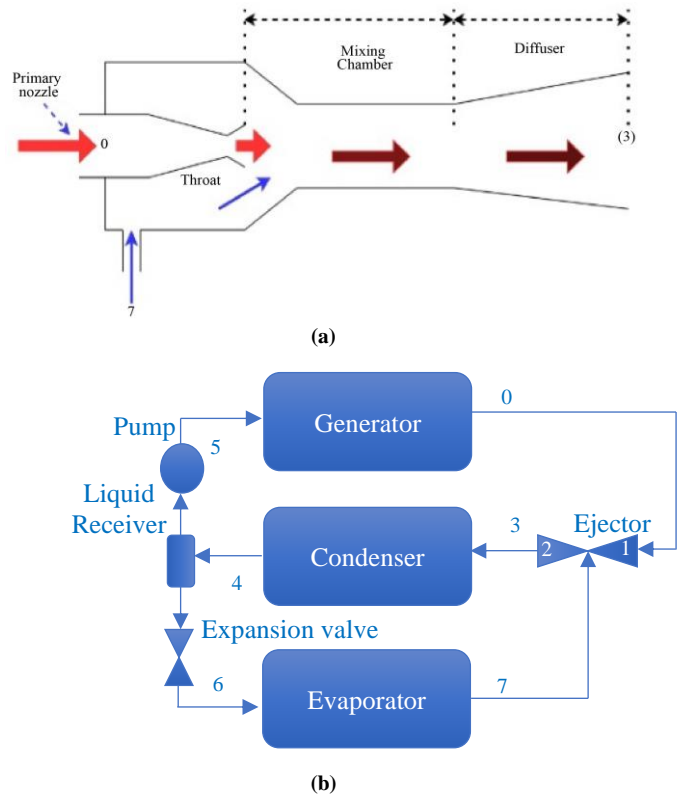 Mixing
Chamber
Diffuser
Primary
nozzle
0
(3)
Throat
7
(a)
0
Generator
Pump
5
Liquid
Receiver
3
Ejector
Condenser
2
1
4
Expansion valve
6
7
Evaporator
(b)